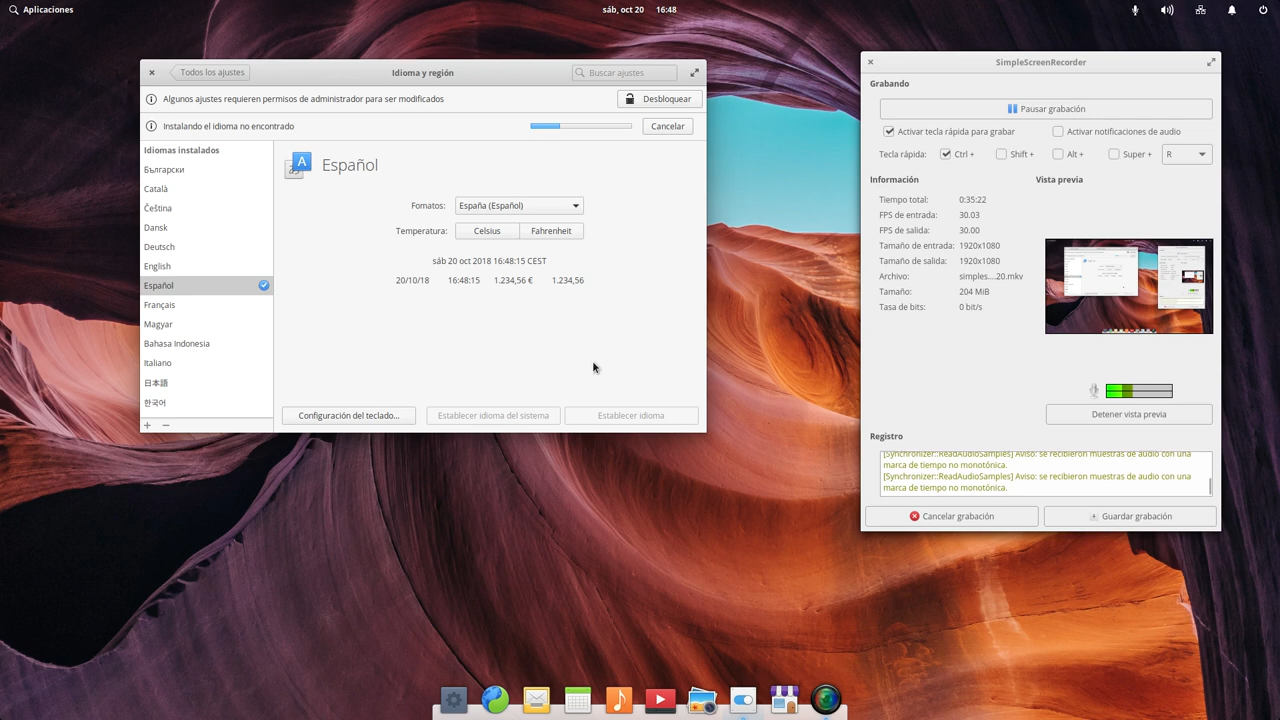 Aplicaciones
sáb, oct 20 16:48
Todos los ajustes
Idioma y región
Buscar ajustes
Algunos ajustes requieren permisos de administrador para ser modificados
Desbloquear
Instalando el idioma no encontrado
Cancelar
Idiomas instalados
Български
Català
Čeština
Dansk
Deutsch
English
Español
Français
Magyar
Bahasa Indonesia
Italiano
日本語
한국어
A
Español
Fomatos: España (Español)
Temperatura: Celsius Fahrenheit
sáb 20 oct 2018 16:48:15 CEST
20/10/18 16:48:15 1.234,56 € 1.234,56
Configuración del teclado...
Establecer idioma del sistema
Establecer idioma
SimpleScreenRecorder
Grabando
Pausar grabación
Activar tecla rápida para grabar
Activar notificaciones de audio
Tecla rápida: Ctrl + Shift + Alt + Super + R
Información
Tiempo total: 0:35:22
FPS de entrada: 30.03
FPS de salida: 30.00
Tamaño de entrada: 1920x1080
Tamaño de salida: 1920x1080
Archivo: simples....20.mkv
Tamaño: 204 MiB
Tasa de bits: 0 bit/s
Vista previa
Detener vista previa
Registro
[Synchronizer::ReadAudioSamples] Aviso: se recibieron muestras de audio con una
marca de tiempo no monotónica.
[Synchronizer::ReadAudioSamples] Aviso: se recibieron muestras de audio con una
marca de tiempo no monotónica.
Cancelar grabación
Guardar grabación